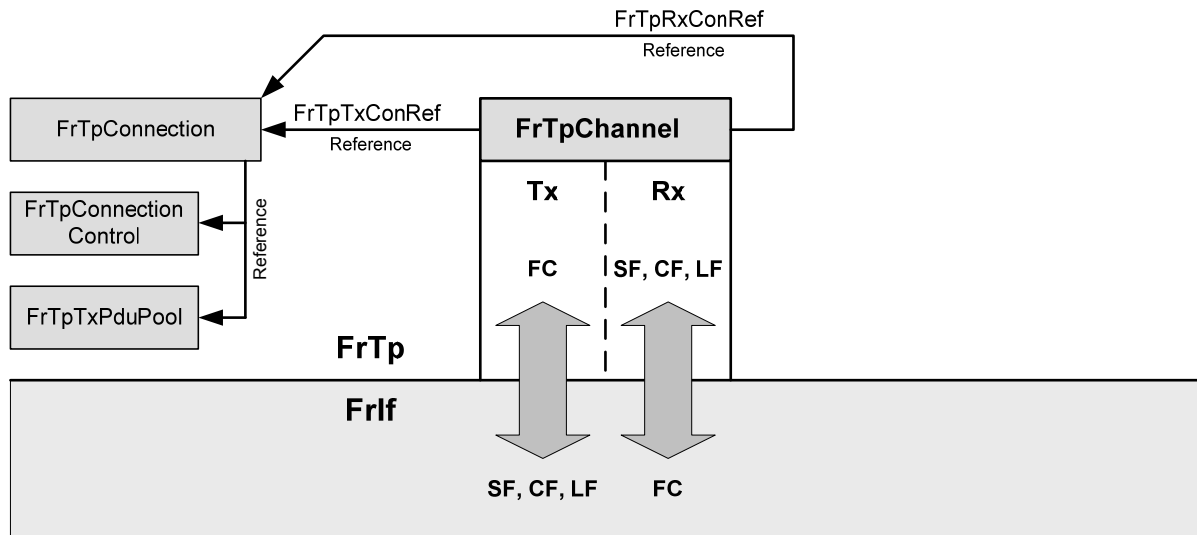 FrTpRxConRef
Reference
FrTpConnection
FrTpTxConRef
Reference
FrTpChannel
Tx
Rx
FrTpConnection
Control
Reference
FC
SF, CF, LF
FrTpTxPduPool
FrTp
FrIf
SF, CF, LF
FC